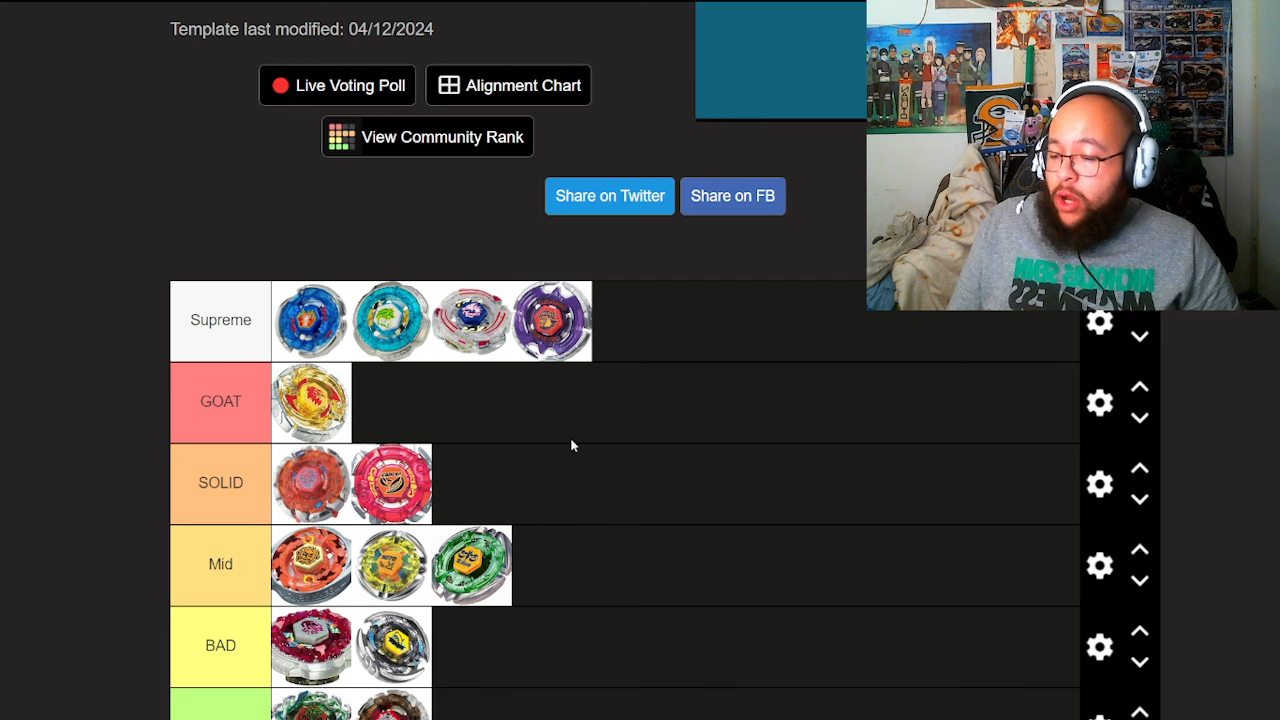 Template last modified: 04/12/2024
Live Voting Poll
Alignment Chart
View Community Rank
Share on Twitter
Share on FB
Supreme
GOAT
SOLID
Mid
BAD